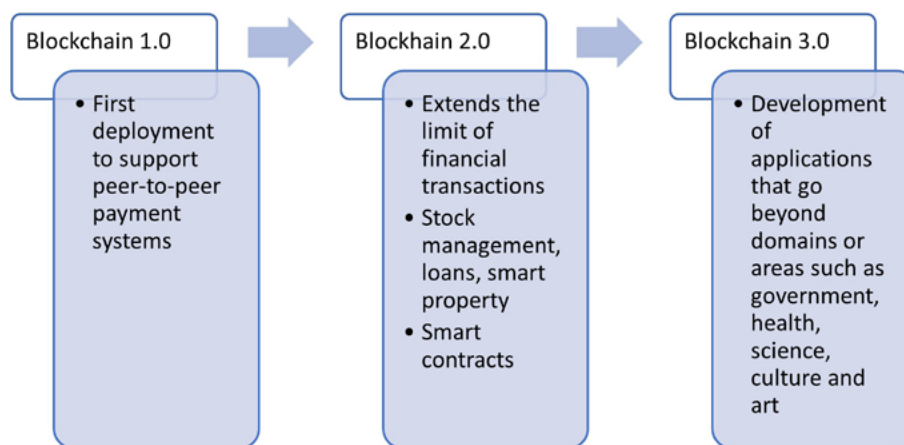 Blockchain 1.0
• First
deployment
to support
peer-to-peer
payment
systems
Blockhain 2.0
• Extends the
limit of
financial
transactions
• Stock
management,
loans, smart
property
• Smart
contracts
Blockchain 3.0
• Development
of
applications
that go
beyond
domains or
areas such as
government,
health,
science,
culture and
art